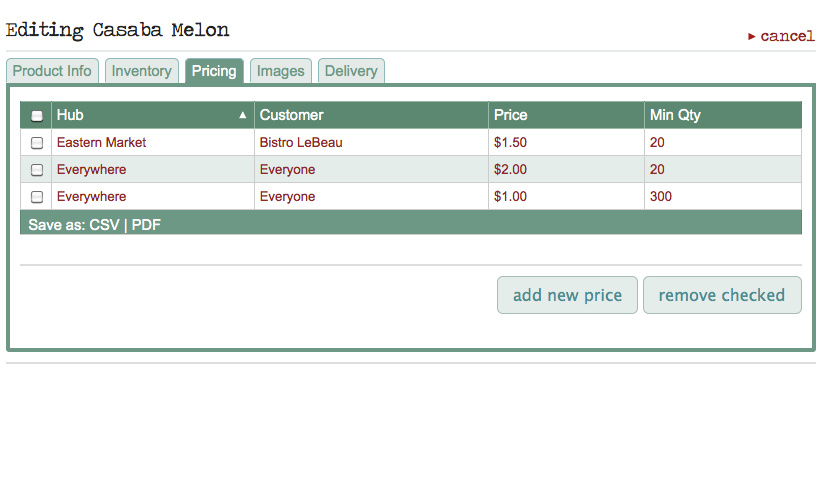 Editing Casaba Melon
▸ cancel
Product Info Inventory Pricing Images Delivery
Hub ▲ Customer Price Min Qty
Eastern Market Bistro LeBeau $1.50 20
Everywhere Everyone $2.00 20
Everywhere Everyone $1.00 300
Save as: CSV | PDF
add new price remove checked